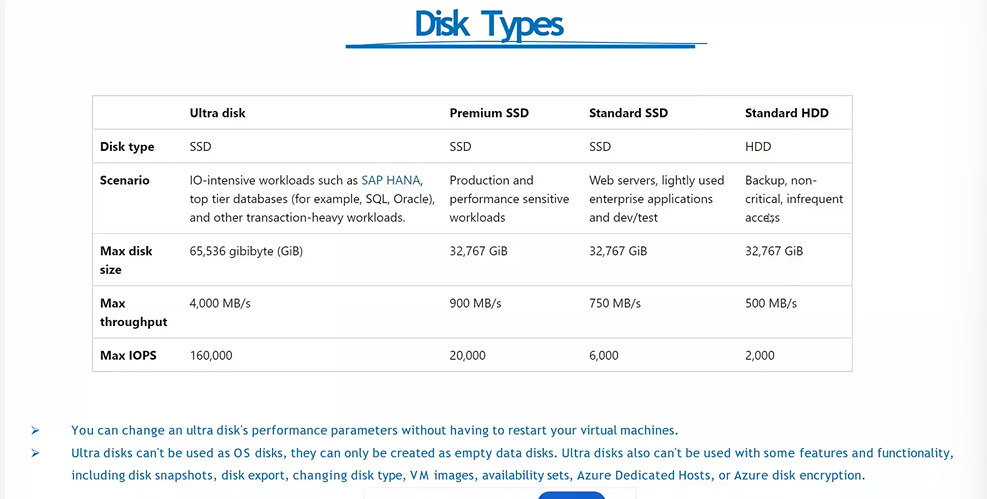 Disk Types
Ultra disk Premium SSD Standard SSD Standard HDD
Disk type SSD SSD SSD HDD
Scenario IO-intensive workloads such as SAP HANA, Production and Web servers, lightly used Backup, non-
top tier databases (for example, SQL, Oracle), performance sensitive enterprise applications critical, infrequent
and other transaction-heavy workloads. workloads and dev/test access
Max disk 65,536 gibibyte (GiB) 32,767 GiB 32,767 GiB 32,767 GiB
size
Max 4,000 MB/s 900 MB/s 750 MB/s 500 MB/s
throughput
Max IOPS 160,000 20,000 6,000 2,000
You can change an ultra disk's performance parameters without having to restart your virtual machines.
Ultra disks can't be used as OS disks, they can only be created as empty data disks. Ultra disks also can't be used with some features and functionality,
including disk snapshots, disk export, changing disk type, VM images, availability sets, Azure Dedicated Hosts, or Azure disk encryption.